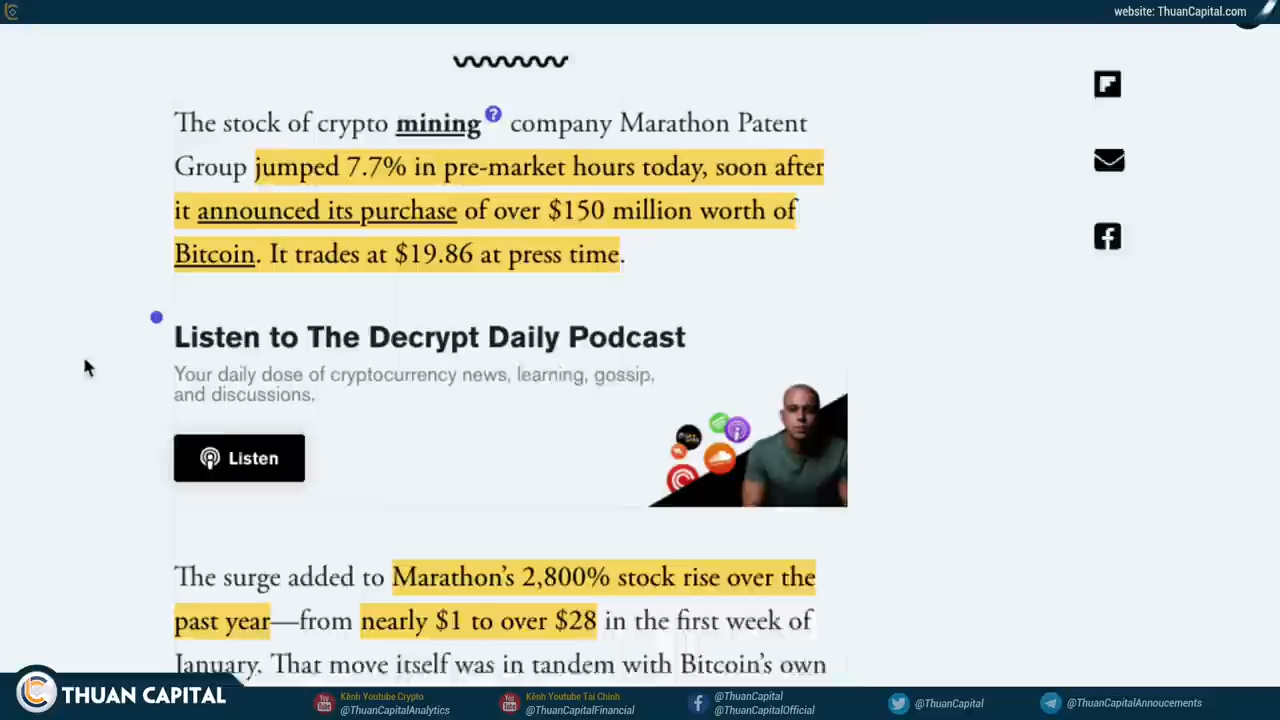 website: ThuanCapital.com
The stock of crypto mining ? company Marathon Patent
Group jumped 7.7% in pre-market hours today, soon after
it announced its purchase of over $150 million worth of
Bitcoin. It trades at $19.86 at press time.
Listen to The Decrypt Daily Podcast
Your daily dose of cryptocurrency news, learning, gossip,
and discussions.
Listen
The surge added to Marathon's 2,800% stock rise over the
past year—from nearly $1 to over $28 in the first week of
January. That move itself was in tandem with Bitcoin's own
THUAN CAPITAL
Kênh Youtube Crypto
@ThuanCapitalAnalytics
Kênh Youtube Tài Chính
@ThuanCapitalFinancial
@ThuanCapital
@ThuanCapitalOfficial
@ThuanCapital
@ThuanCapitalAnnoucements